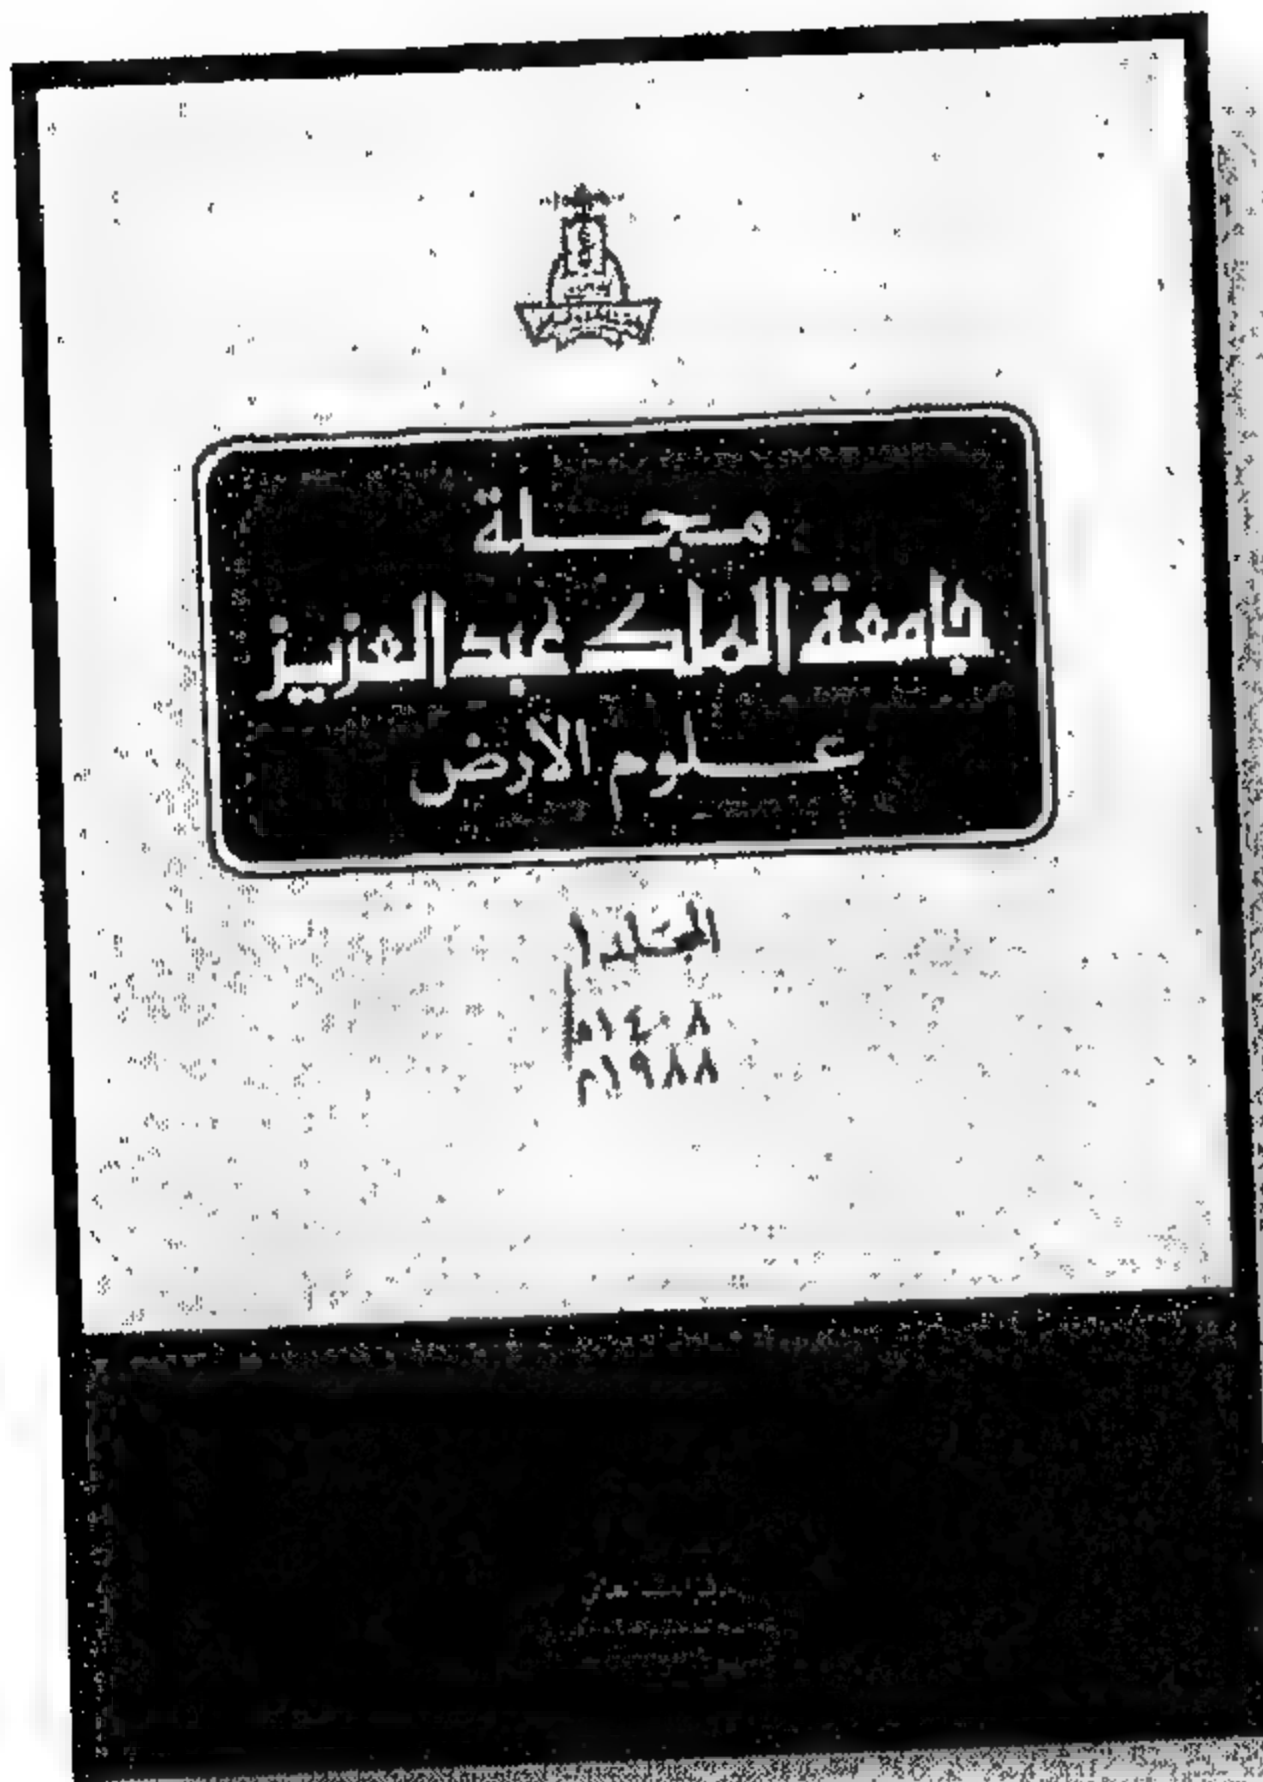 مجلة
جامعة الملك عبد العزيز
علوم الأرض
المجلد ١
١٤٠٨هـ
١٩٨٨م